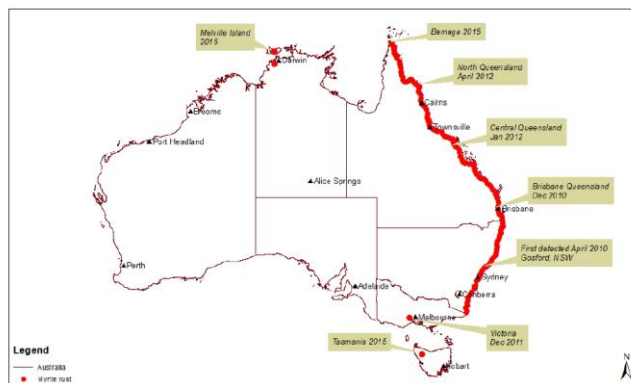 Melville Island
2015
Bamage 2015
Darwin
North Queensland
April 2012
Cairns
Broome
Townsville
Port Headland
Central Queensland
Jan 2012
Alice Springs
Brisbane Queensland
Dec 2010
Brisbane
First detected April 2010
Gosford, NSW
Perth
Sydney
Adelaide
Canberra
Melbourne
Victoria
Dec 2011
Tasmania 2015
Hobart
Legend
Australia
Myrtle rust
N